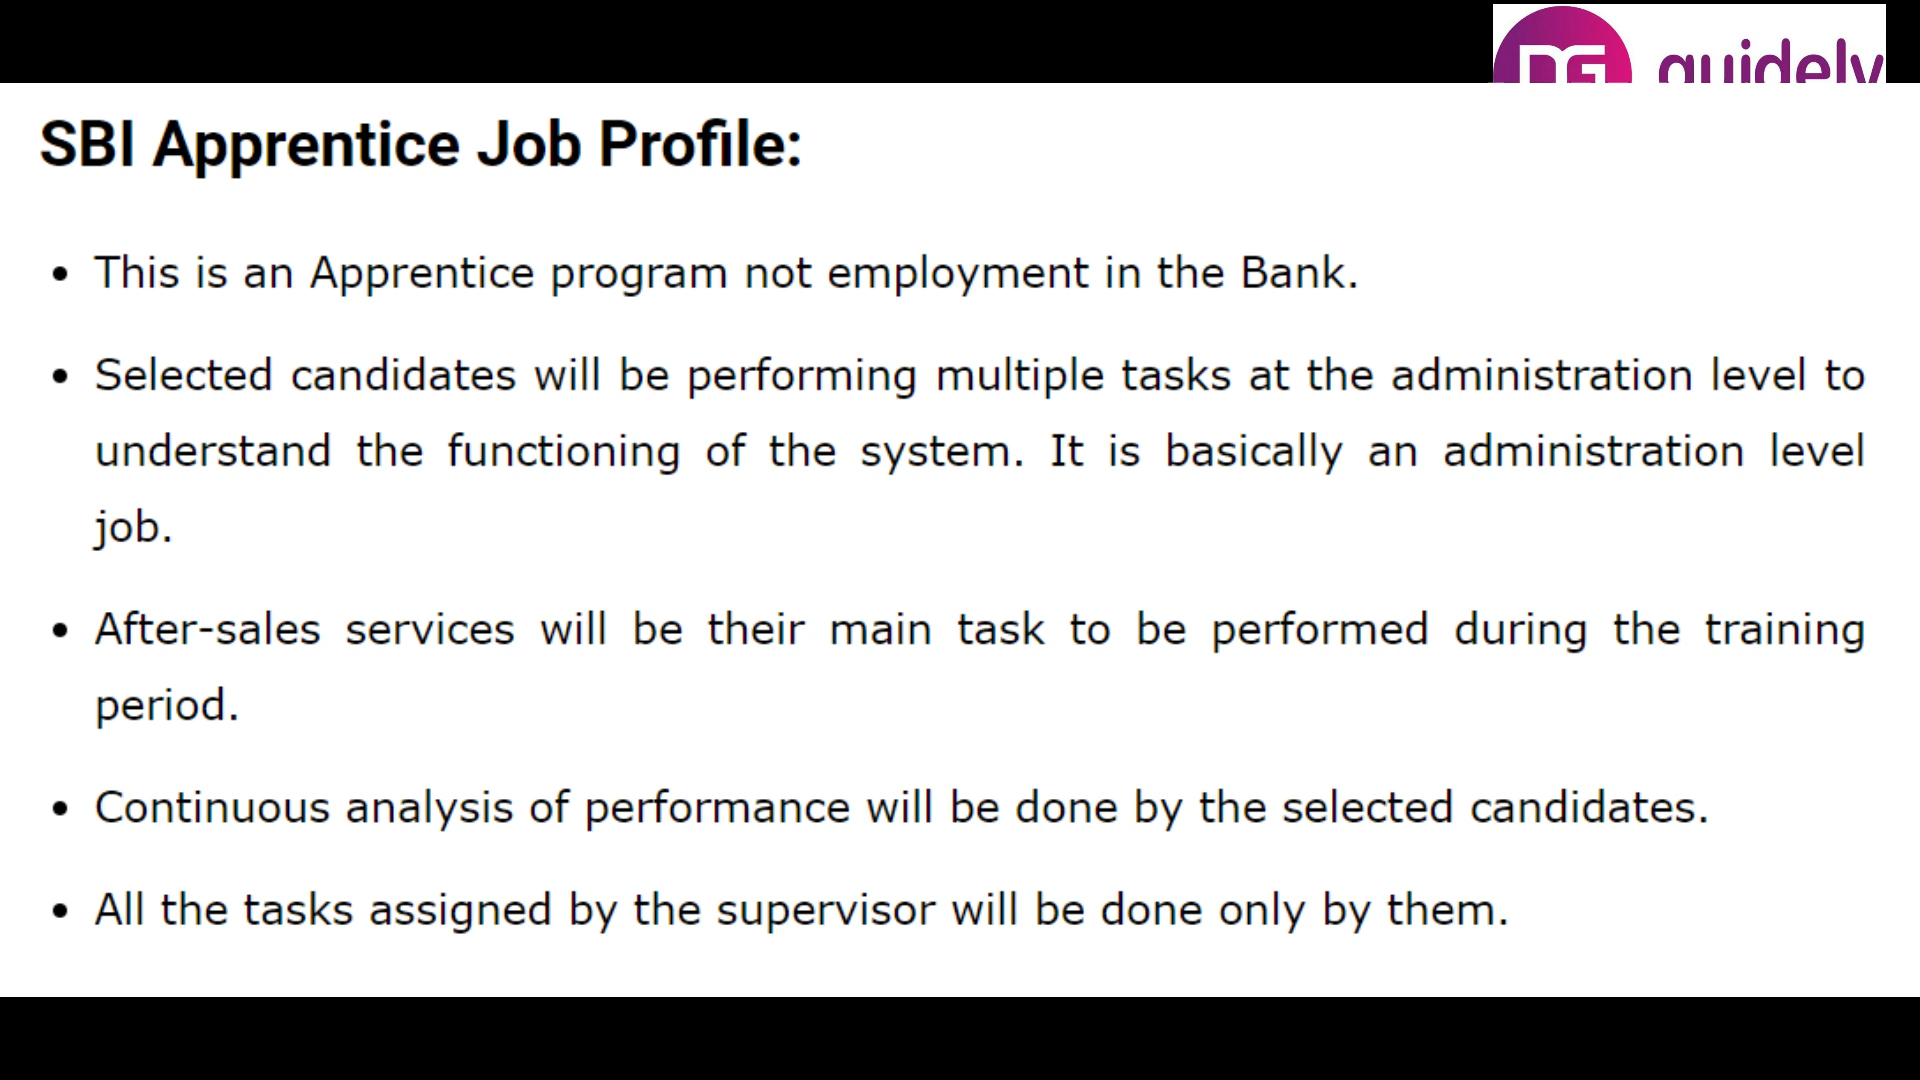 guidely
SBI Apprentice Job Profile:
• This is an Apprentice program not employment in the Bank.
• Selected candidates will be performing multiple tasks at the administration level to
understand the functioning of the system. It is basically an administration level
job.
• After-sales services will be their main task to be performed during the training
period.
• Continuous analysis of performance will be done by the selected candidates.
• All the tasks assigned by the supervisor will be done only by them.